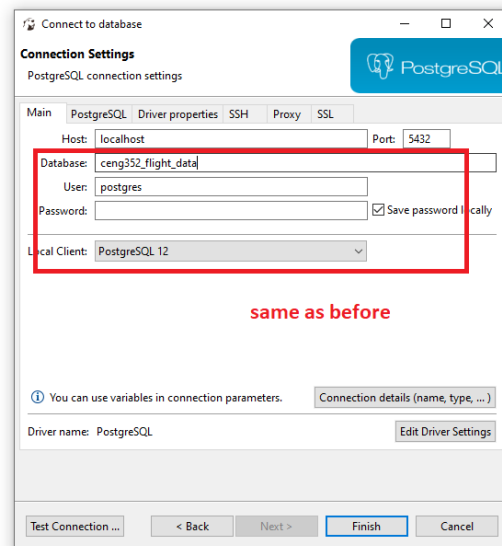 Connect to database
Connection Settings
PostgreSQL connection settings
PostgreSQL
Main PostgreSQL Driver properties SSH Proxy SSL
Host: localhost Port: 5432
Database: ceng352_flight_data
User: postgres
Password: Save password locally
Local Client: PostgreSQL 12
same as before
You can use variables in connection parameters. Connection details (name, type, ... )
Driver name: PostgreSQL Edit Driver Settings
Test Connection ... < Back Next > Finish Cancel